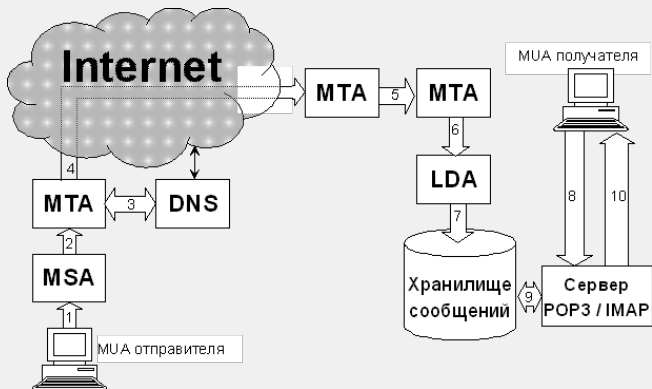 Internet
MUA получателя
MTA
5
MTA
6
4
LDA
MTA
3
DNS
7
8
10
2
MSA
Хранилище
сообщений
9
Сервер
POP3 / IMAP
1
MUA отправителя